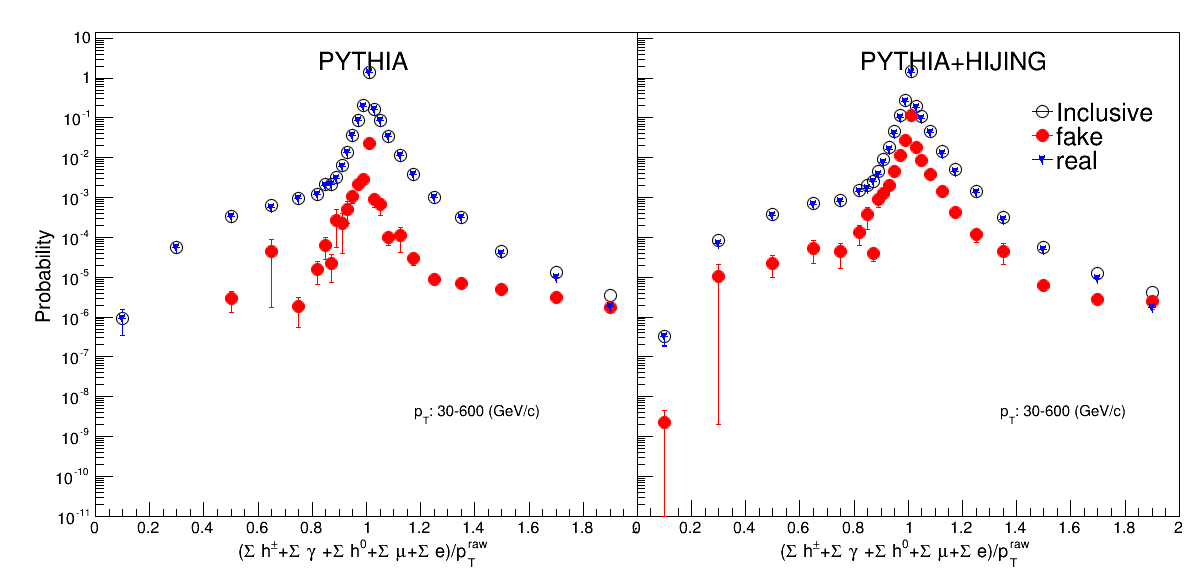 PYTHIA
PYTHIA+HIJING
Inclusive
fake
real
Probability
10
1
10⁻¹
10⁻²
10⁻³
10⁻⁴
10⁻⁵
10⁻⁶
10⁻⁷
10⁻⁸
10⁻⁹
10⁻¹⁰
10⁻¹¹
p_T: 30-600 (GeV/c)
p_T: 30-600 (GeV/c)
0 0.2 0.4 0.6 0.8 1 1.2 1.4 1.6 1.8 2
0 0.2 0.4 0.6 0.8 1 1.2 1.4 1.6 1.8 2
(Σ h±+Σ γ +Σ h⁰+Σ μ+Σ e)/p_T^raw
(Σ h±+Σ γ +Σ h⁰+Σ μ+Σ e)/p_T^raw